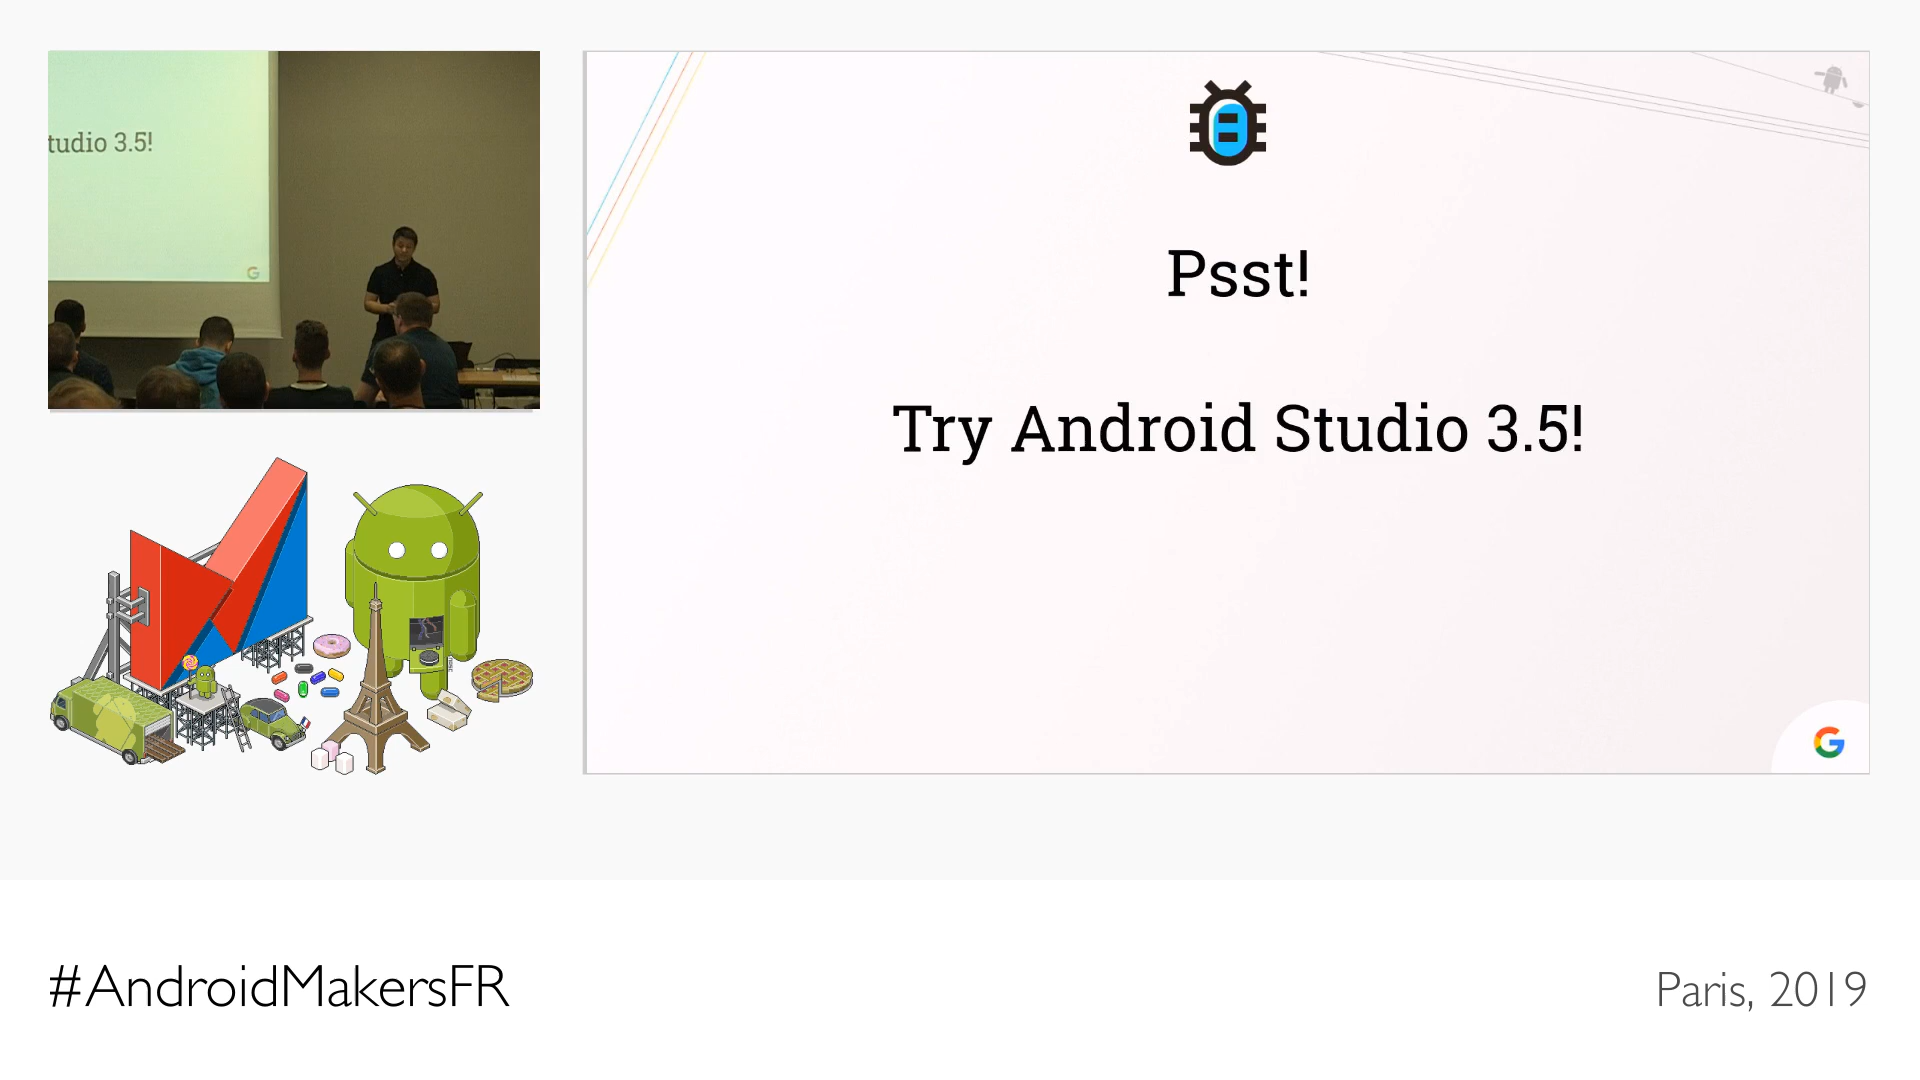 tudio 3.5!
Psst!
Try Android Studio 3.5!
#AndroidMakersFR
Paris, 2019